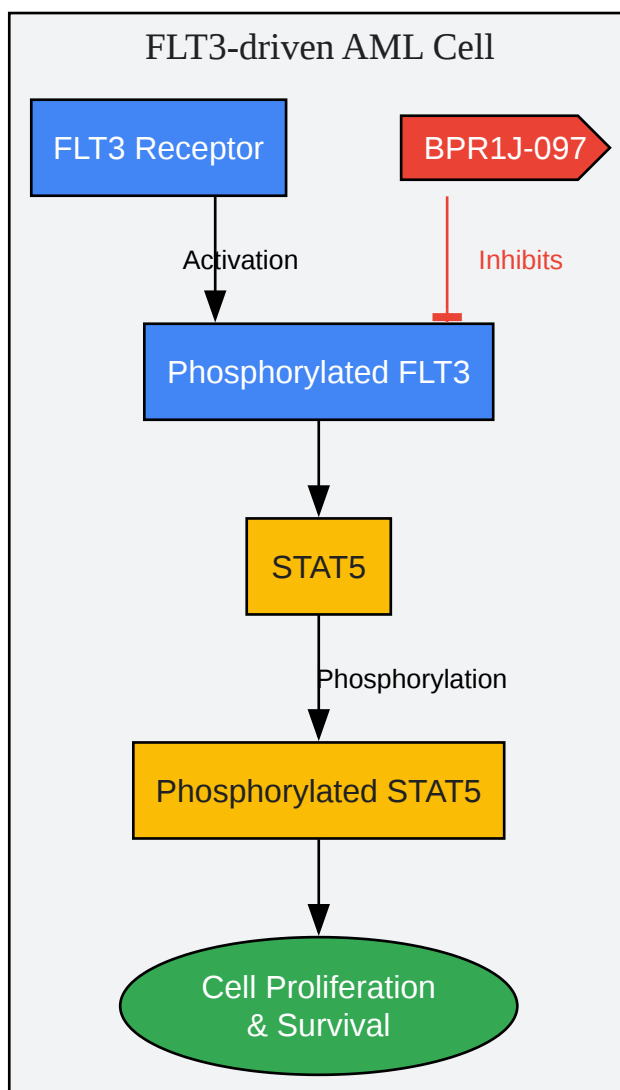 FLT3-driven AML Cell
FLT3 Receptor
BPR1J-097
Activation
Inhibits
Phosphorylated FLT3
STAT5
Phosphorylation
Phosphorylated STAT5
Cell Proliferation
& Survival